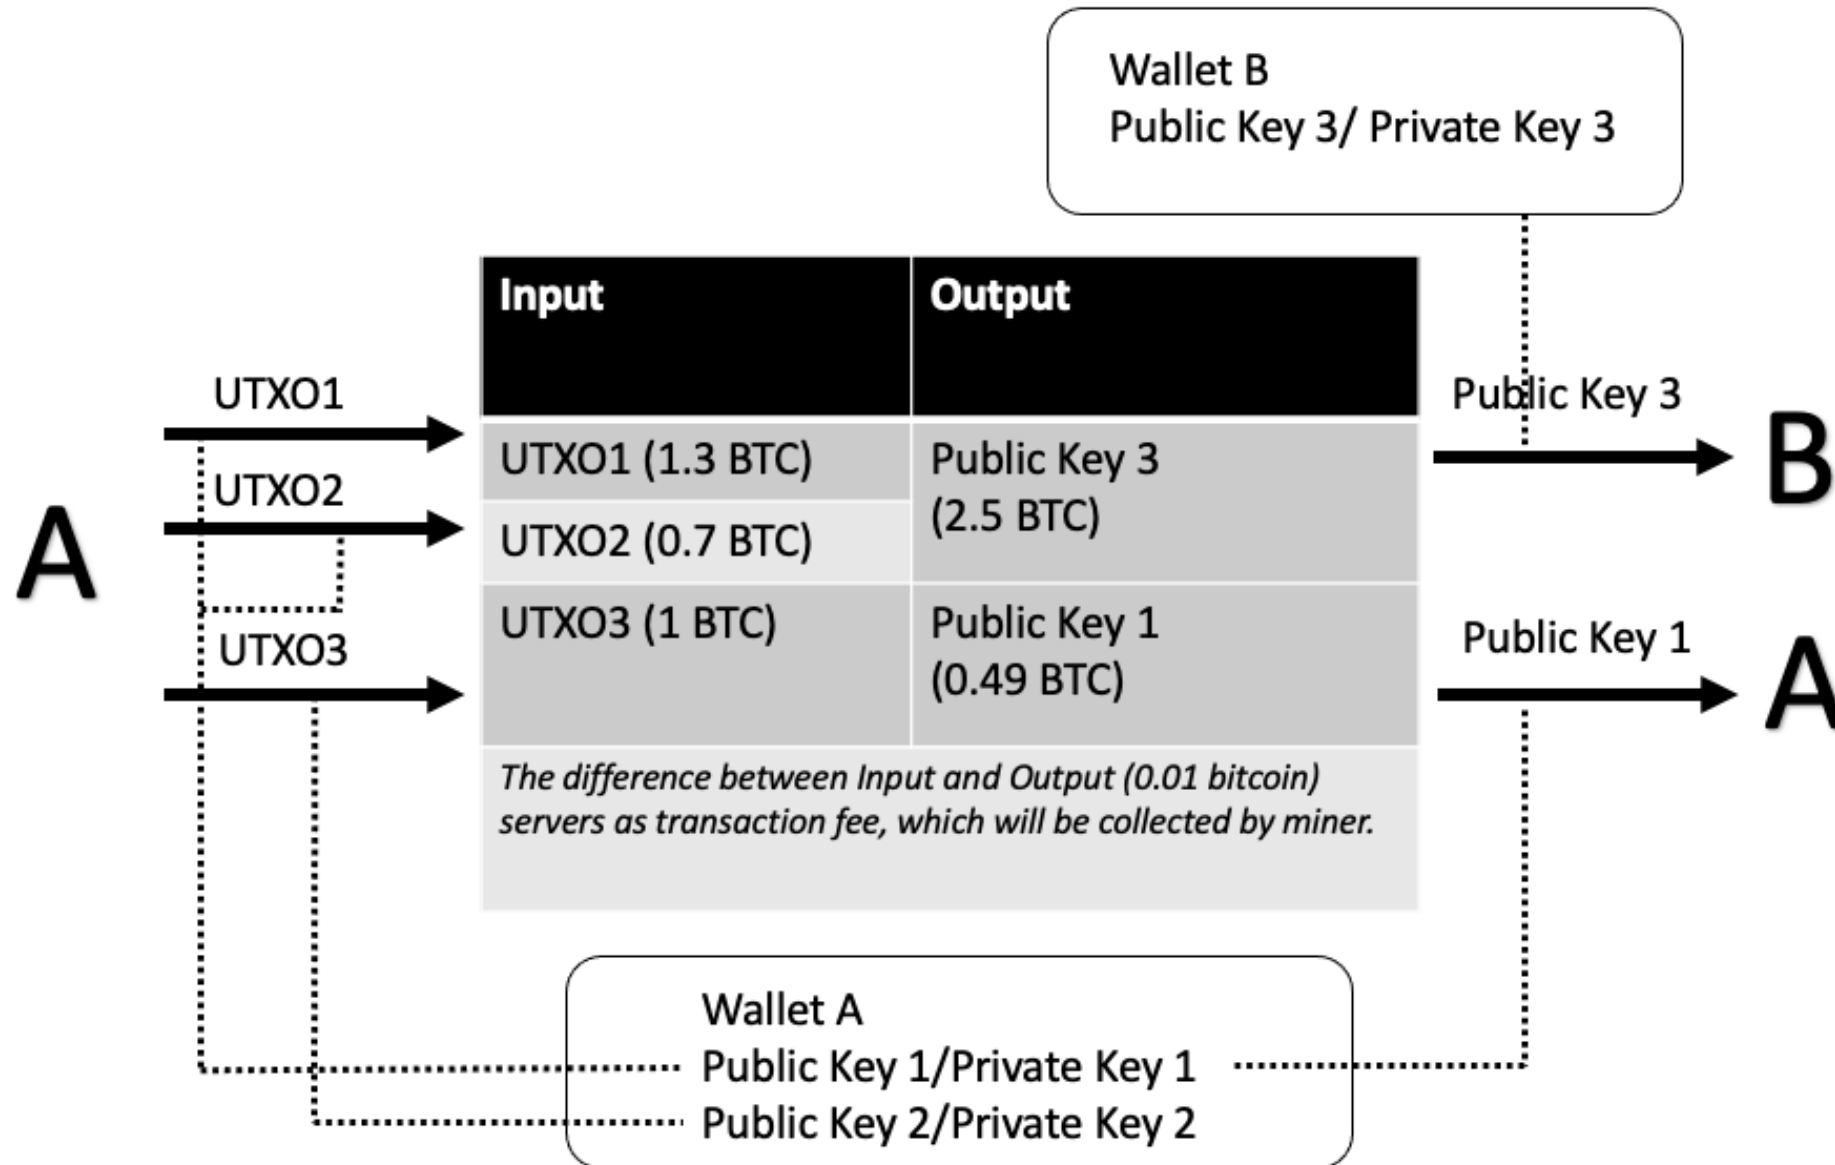 Wallet B
Public Key 3/ Private Key 3
Input
Output
UTXO1
Public Key 3
B
UTXO1 (1.3 BTC)
Public Key 3
(2.5 BTC)
UTXO2
UTXO2 (0.7 BTC)
A
UTXO3
UTXO3 (1 BTC)
Public Key 1
(0.49 BTC)
Public Key 1
A
The difference between Input and Output (0.01 bitcoin)
servers as transaction fee, which will be collected by miner.
Wallet A
Public Key 1/Private Key 1
Public Key 2/Private Key 2